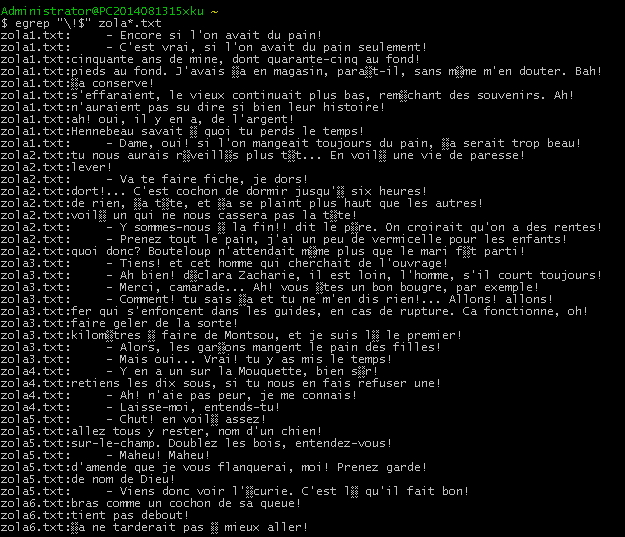 Administrator@PC2014081315xku ~
$ egrep "\!$" zola*.txt
zola1.txt:     - Encore si l'on avait du pain!
zola1.txt:     - C'est vrai, si l'on avait du pain seulement!
zola1.txt:cinquante ans de mine, dont quarante-cinq au fond!
zola1.txt:pieds au fond. J'avais ▒a en magasin, para▒t-il, sans m▒me m'en douter. Bah!
zola1.txt:▒a conserve!
zola1.txt:s'effaraient, le vieux continuait plus bas, rem▒chant des souvenirs. Ah!
zola1.txt:n'auraient pas su dire si bien leur histoire!
zola1.txt:ah! oui, il y en a, de l'argent!
zola1.txt:Hennebeau savait ▒ quoi tu perds le temps!
zola1.txt:     - Dame, oui! si l'on mangeait toujours du pain, ▒a serait trop beau!
zola2.txt:tu nous aurais r▒veill▒s plus t▒t... En voil▒ une vie de paresse!
zola2.txt:lever!
zola2.txt:     - Va te faire fiche, je dors!
zola2.txt:dort!... C'est cochon de dormir jusqu'▒ six heures!
zola2.txt:de rien, ▒a t▒te, et ▒a se plaint plus haut que les autres!
zola2.txt:voil▒ un qui ne nous cassera pas la t▒te!
zola2.txt:     - Y sommes-nous ▒ la fin!! dit le p▒re. On croirait qu'on a des rentes!
zola2.txt:     - Prenez tout le pain, j'ai un peu de vermicelle pour les enfants!
zola2.txt:quoi donc? Bouteloup n'attendait m▒me plus que le mari f▒t parti!
zola3.txt:     - Tiens! et cet homme qui cherchait de l'ouvrage!
zola3.txt:     - Ah bien! d▒clara Zacharie, il est loin, l'homme, s'il court toujours!
zola3.txt:     - Merci, camarade... Ah! vous ▒tes un bon bougre, par exemple!
zola3.txt:     - Comment! tu sais ▒a et tu ne m'en dis rien!... Allons! allons!
zola3.txt:fer qui s'enfoncent dans les guides, en cas de rupture. Ca fonctionne, oh!
zola3.txt:faire geler de la sorte!
zola3.txt:kilom▒tres ▒ faire de Montsou, et je suis l▒ le premier!
zola3.txt:     - Alors, les gar▒ons mangent le pain des filles!
zola3.txt:     - Mais oui... Vrai! tu y as mis le temps!
zola4.txt:     - Y en a un sur la Mouquette, bien s▒r!
zola4.txt:retiens les dix sous, si tu nous en fais refuser une!
zola4.txt:     - Ah! n'aie pas peur, je me connais!
zola4.txt:     - Laisse-moi, entends-tu!
zola5.txt:     - Chut! en voil▒ assez!
zola5.txt:allez tous y rester, nom d'un chien!
zola5.txt:sur-le-champ. Doublez les bois, entendez-vous!
zola5.txt:     - Maheu! Maheu!
zola5.txt:d'amende que je vous flanquerai, moi! Prenez garde!
zola5.txt:de nom de Dieu!
zola5.txt:     - Viens donc voir l'▒curie. C'est l▒ qu'il fait bon!
zola6.txt:bras comme un cochon de sa queue!
zola6.txt:tient pas debout!
zola6.txt:▒a ne tarderait pas ▒ mieux aller!